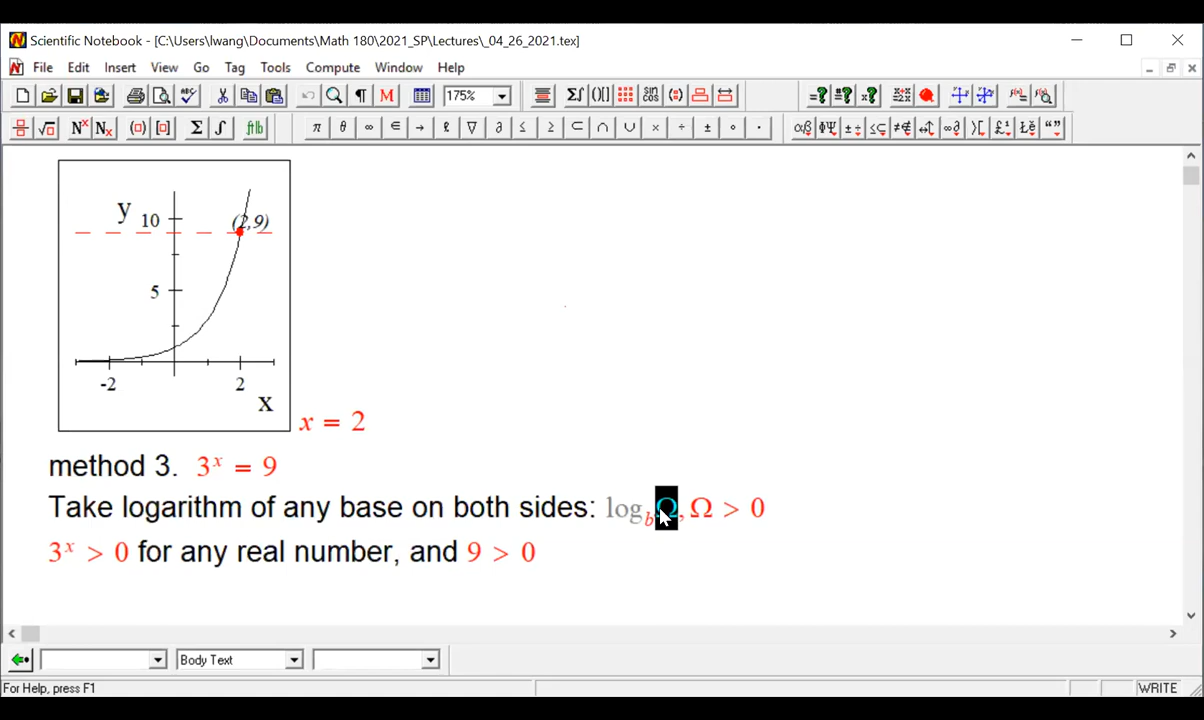 Scientific Notebook - [C:\Users\lwang\Documents\Math 180\2021_SP\Lectures\_04_26_2021.tex]
File Edit Insert View Go Tag Tools Compute Window Help
175%
y 10 (2,9)
5
-2 2
x
x = 2
method 3. 3ˣ = 9
Take logarithm of any base on both sides: log_b Ω, Ω > 0
3ˣ > 0 for any real number, and 9 > 0
Body Text
For Help, press F1 WRITE